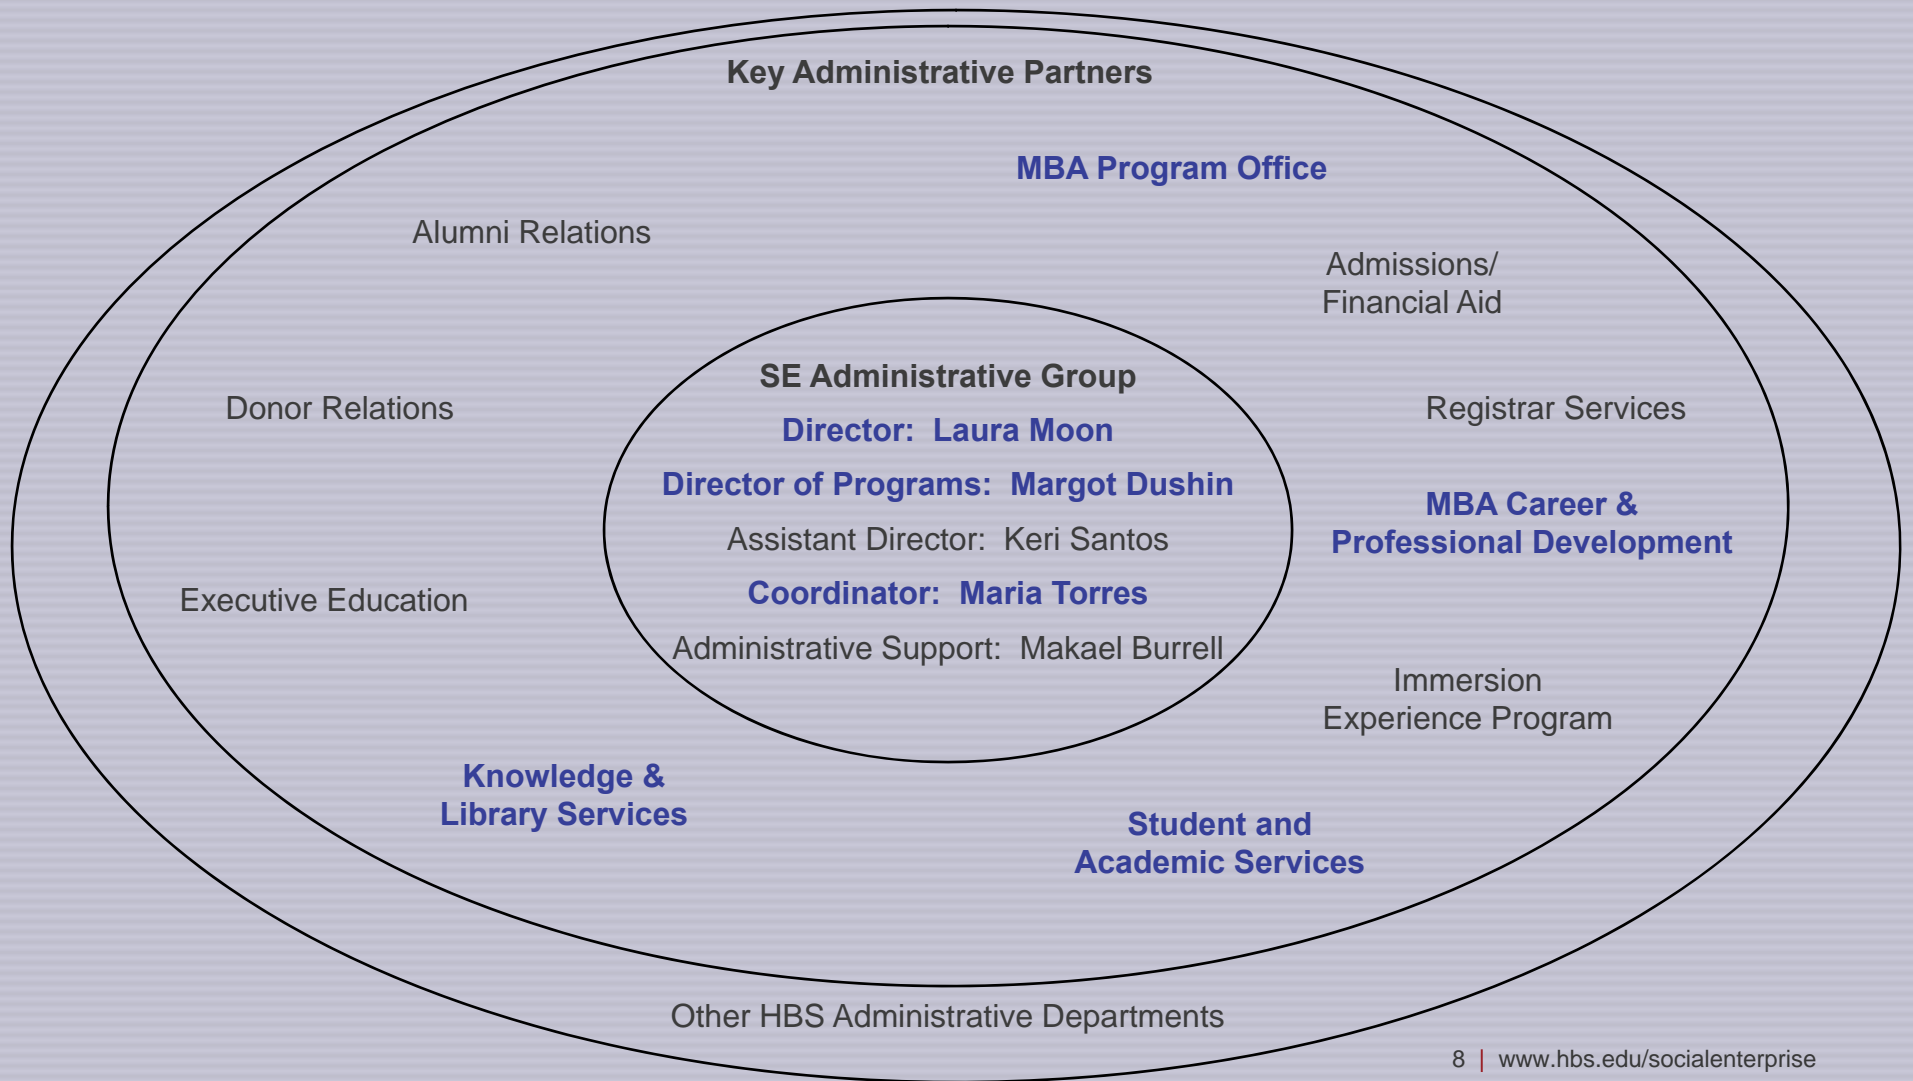 Key Administrative Partners
MBA Program Office
Alumni Relations
Admissions/
Financial Aid
SE Administrative Group
Director:  Laura Moon
Director of Programs:  Margot Dushin
Assistant Director:  Keri Santos
Coordinator:  Maria Torres
Administrative Support:  Makael Burrell
Donor Relations
Registrar Services
MBA Career &
Professional Development
Executive Education
Immersion
Experience Program
Knowledge &
Library Services
Student and
Academic Services
Other HBS Administrative Departments
8 | www.hbs.edu/socialenterprise